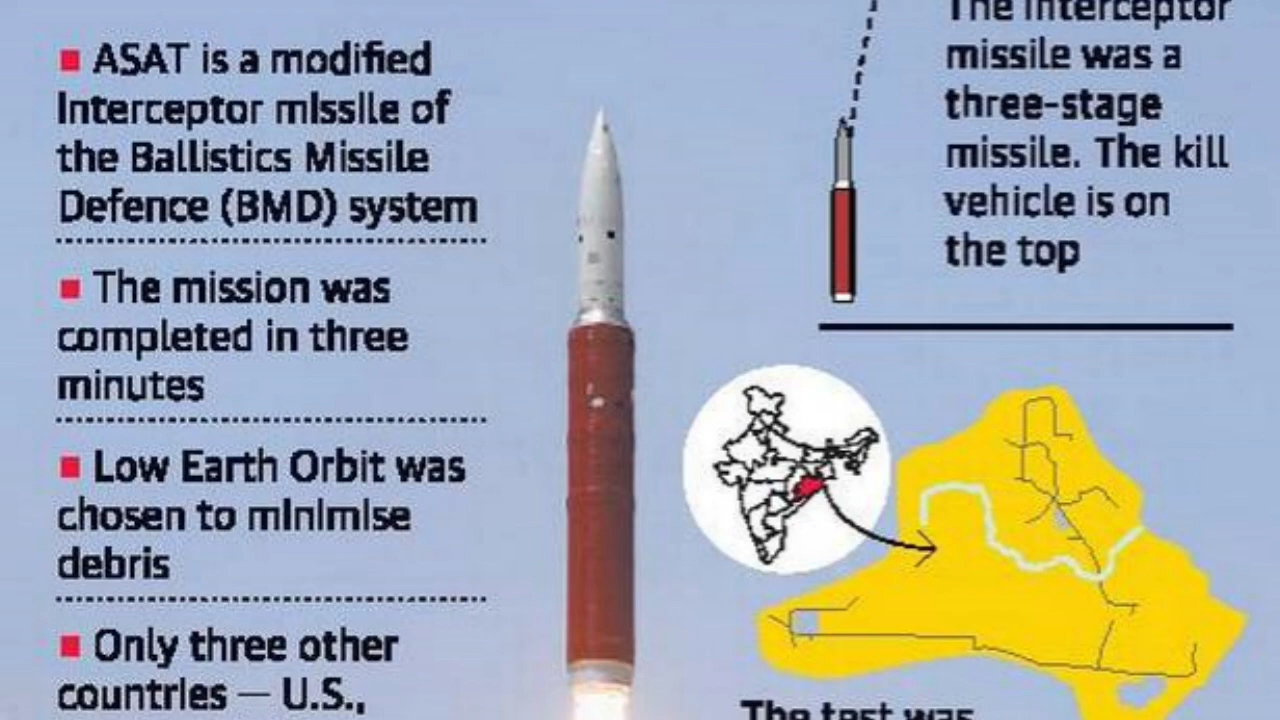 ■ ASAT is a modified
interceptor missile of
the Ballistics Missile
Defence (BMD) system
■ The mission was
completed in three
minutes
■ Low Earth Orbit was
chosen to minimise
debris
■ Only three other
countries — U.S.,
The interceptor
missile was a
three-stage
missile. The kill
vehicle is on
the top
The test was